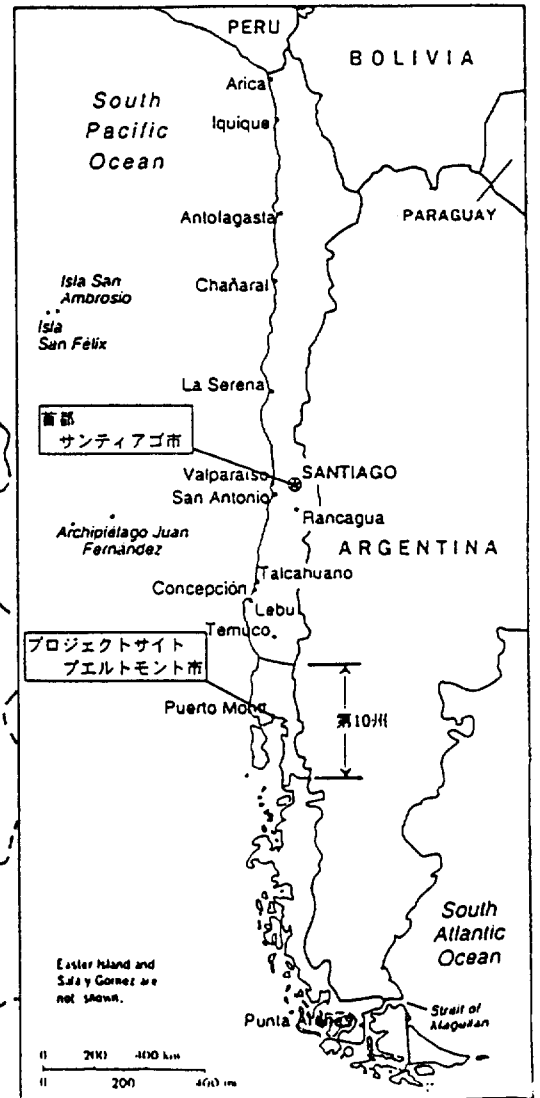 PERU
BOLIVIA
Arica
South
Pacific
Ocean
Iquique
PARAGUAY
Antolagasta
Isla San
Ambrosio
Chañaral
Isla
San Félix
La Serena
首都
サンティアゴ市
Valparaíso
SANTIAGO
San Antonio
Rancagua
Archipiélago Juan
Fernández
ARGENTINA
Talcahuano
Concepción
Lebu
Temuco
プロジェクトサイト
プエルトモント市
Puerto Montt
第10州
South
Atlantic
Ocean
Easter Island and
Sala y Gomez are
not shown.
Strait of
Magellan
Punta
0 200 400 km
0 200 400 mi